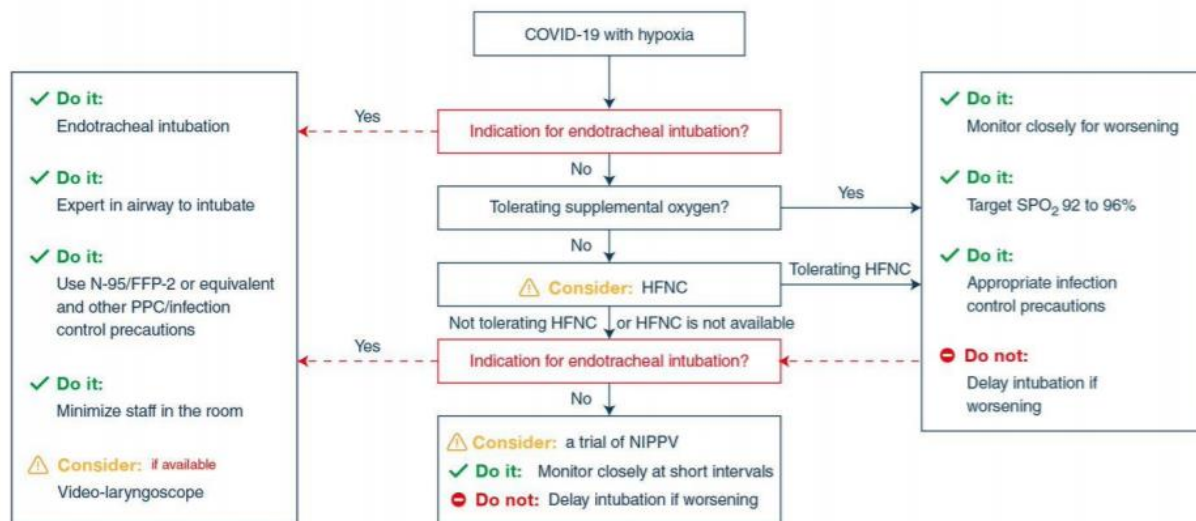 COVID-19 with hypoxia
Indication for endotracheal intubation?
Yes
No
Tolerating supplemental oxygen?
Yes
No
Consider: HFNC
Tolerating HFNC
Not tolerating HFNC or HFNC is not available
Indication for endotracheal intubation?
Yes
No
Consider: a trial of NIPPV
Do it: Monitor closely at short intervals
Do not: Delay intubation if worsening
Do it:
Endotracheal intubation
Do it:
Expert in airway to intubate
Do it:
Use N-95/FFP-2 or equivalent
and other PPC/infection
control precautions
Do it:
Minimize staff in the room
Consider: if available
Video-laryngoscope
Do it:
Monitor closely for worsening
Do it:
Target SPO₂ 92 to 96%
Do it:
Appropriate infection
control precautions
Do not:
Delay intubation if
worsening